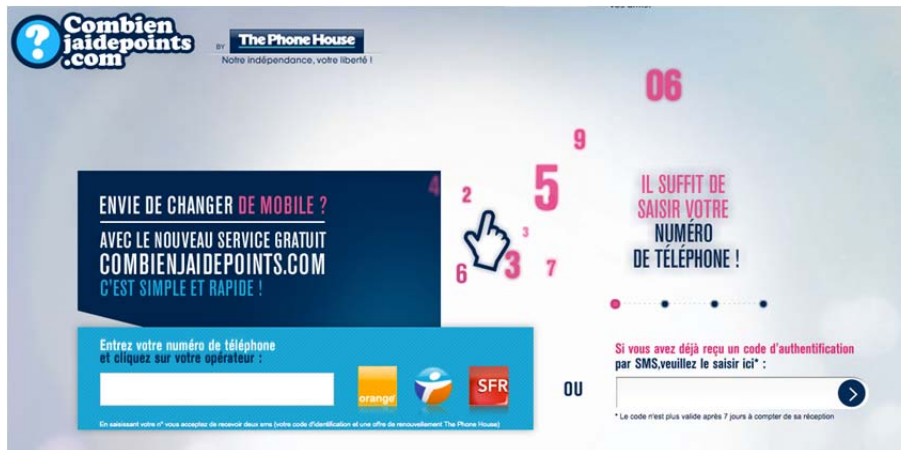 Combien
jaidepoints
.com
BY The Phone House
Notre indépendance, votre liberté !
06
9
5
4
2
3
6
3
7
ENVIE DE CHANGER DE MOBILE ?
AVEC LE NOUVEAU SERVICE GRATUIT
COMBIENJAIDEPOINTS.COM
C'EST SIMPLE ET RAPIDE !
IL SUFFIT DE
SAISIR VOTRE
NUMÉRO
DE TÉLÉPHONE !
Entrez votre numéro de téléphone
et cliquez sur votre opérateur :
orange
SFR
En saisissant votre n° vous acceptez de recevoir deux sms (votre code d'identification et une offre de renouvellement The Phone House)
OU
Si vous avez déjà reçu un code d'authentification
par SMS,veuillez le saisir ici* :
* Le code n'est plus valide après 7 jours à compter de sa réception